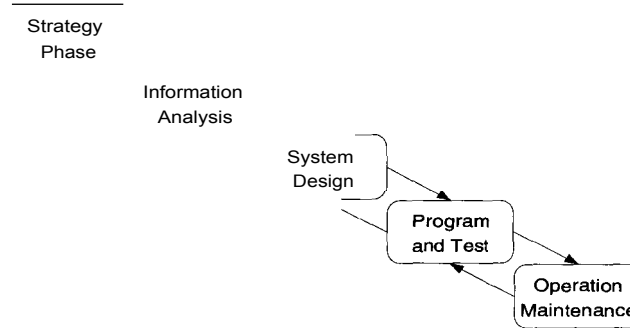 Strategy
Phase
Information
Analysis
System
Design
Program
and Test
Operation
Maintenance